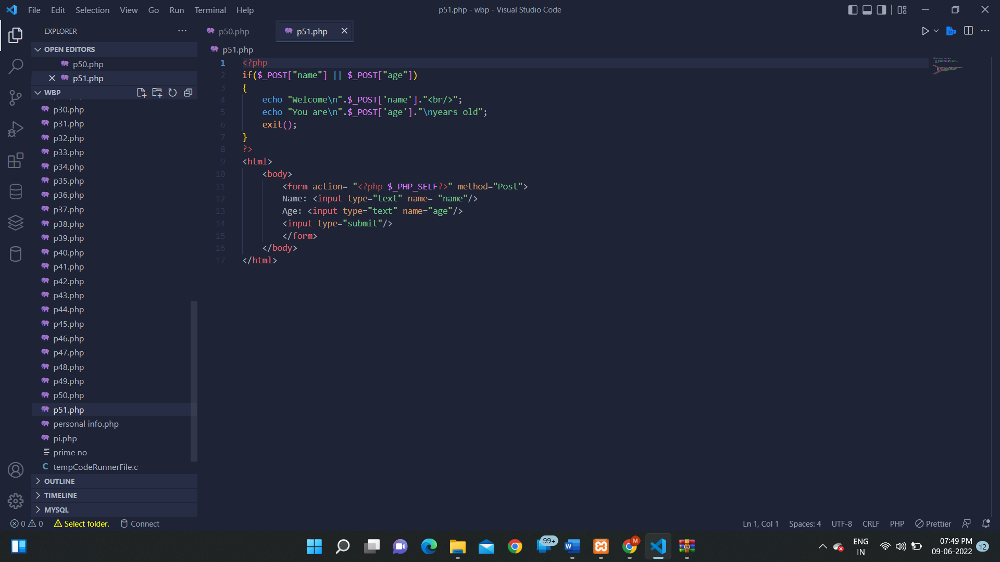 File Edit Selection View Go Run Terminal Help
p51.php - wbp - Visual Studio Code
EXPLORER
OPEN EDITORS
p50.php
p51.php
WBP
p30.php
p31.php
p32.php
p33.php
p34.php
p35.php
p36.php
p37.php
p38.php
p39.php
p40.php
p41.php
p42.php
p43.php
p44.php
p45.php
p46.php
p47.php
p48.php
p49.php
p50.php
p51.php
personal info.php
pi.php
prime no
C tempCodeRunnerFile.c
OUTLINE
TIMELINE
MYSQL
p50.php
p51.php
p51.php
1 <?php
2 if($_POST["name"] || $_POST["age"])
3 {
4 echo "Welcome\n".$_POST['name']."<br/>";
5 echo "You are\n".$_POST['age']."\nyears old";
6 exit();
7 }
8 ?>
9 <html>
10 <body>
11 <form action= "<?php $_PHP_SELF?>" method="Post">
12 Name: <input type="text" name= "name"/>
13 Age: <input type="text" name="age"/>
14 <input type="submit"/>
15 </form>
16 </body>
17 </html>
0 0 Select folder. Connect
Ln 1, Col 1 Spaces: 4 UTF-8 CRLF PHP Prettier
99+
W
M
ENG
IN
07:49 PM
09-06-2022
12